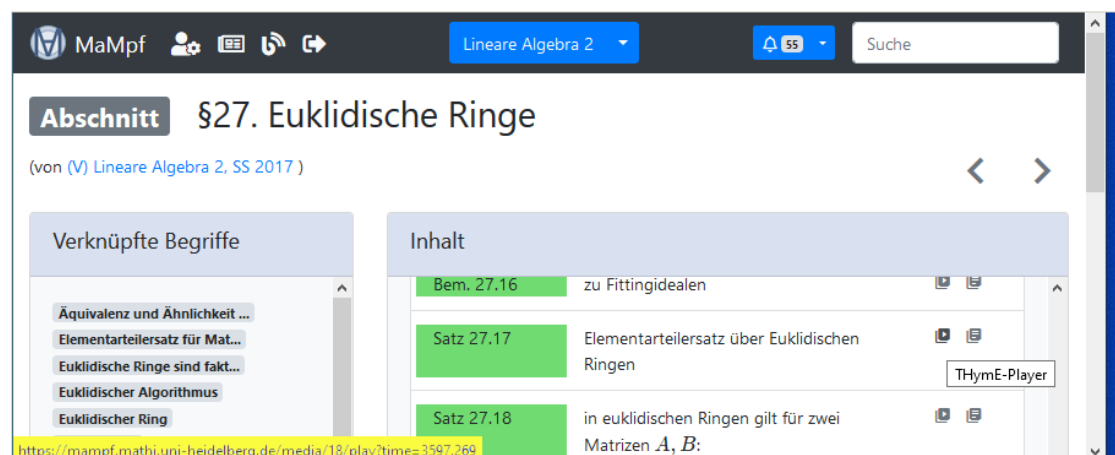 MaMpf Lineare Algebra 2 55 Suche
Abschnitt §27. Euklidische Ringe
(von (V) Lineare Algebra 2, SS 2017 )
Verknüpfte Begriffe
Äquivalenz und Ähnlichkeit ...
Elementarteilersatz für Mat...
Euklidische Ringe sind fakt...
Euklidischer Algorithmus
Euklidischer Ring
Inhalt
Bem. 27.16 zu Fittingidealen
Satz 27.17 Elementarteilersatz über Euklidischen
Ringen
THymE-Player
Satz 27.18 in euklidischen Ringen gilt für zwei
Matrizen A, B:
https://mampf.mathi.uni-heidelberg.de/media/18/play?time=3597.269